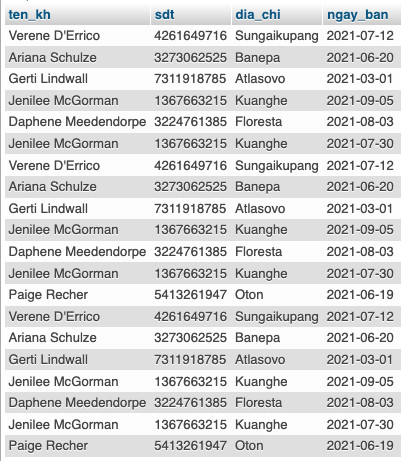 ten_kh sdt dia_chi ngay_ban
Verene D'Errico 4261649716 Sungaikupang 2021-07-12
Ariana Schulze 3273062525 Banepa 2021-06-20
Gerti Lindwall 7311918785 Atlasovo 2021-03-01
Jenilee McGorman 1367663215 Kuanghe 2021-09-05
Daphene Meedendorpe 3224761385 Floresta 2021-08-03
Jenilee McGorman 1367663215 Kuanghe 2021-07-30
Verene D'Errico 4261649716 Sungaikupang 2021-07-12
Ariana Schulze 3273062525 Banepa 2021-06-20
Gerti Lindwall 7311918785 Atlasovo 2021-03-01
Jenilee McGorman 1367663215 Kuanghe 2021-09-05
Daphene Meedendorpe 3224761385 Floresta 2021-08-03
Jenilee McGorman 1367663215 Kuanghe 2021-07-30
Paige Recher 5413261947 Oton 2021-06-19
Verene D'Errico 4261649716 Sungaikupang 2021-07-12
Ariana Schulze 3273062525 Banepa 2021-06-20
Gerti Lindwall 7311918785 Atlasovo 2021-03-01
Jenilee McGorman 1367663215 Kuanghe 2021-09-05
Daphene Meedendorpe 3224761385 Floresta 2021-08-03
Jenilee McGorman 1367663215 Kuanghe 2021-07-30
Paige Recher 5413261947 Oton 2021-06-19